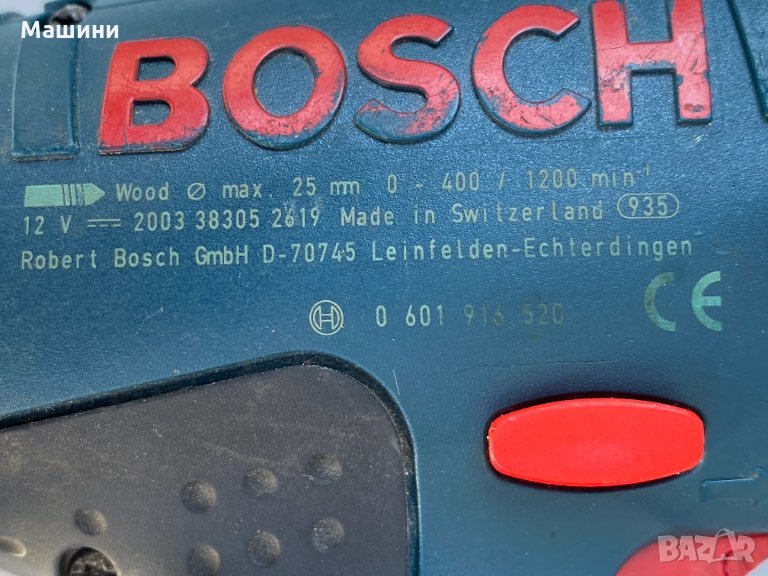 Машини
BOSCH
Wood Ø max. 25 mm 0 - 400 / 1200 min⁻¹
12 V ⎓ 2003 38305 2619 Made in Switzerland 935
Robert Bosch GmbH D-70745 Leinfelden-Echterdingen
0 601 916 520 CE
BAZAR